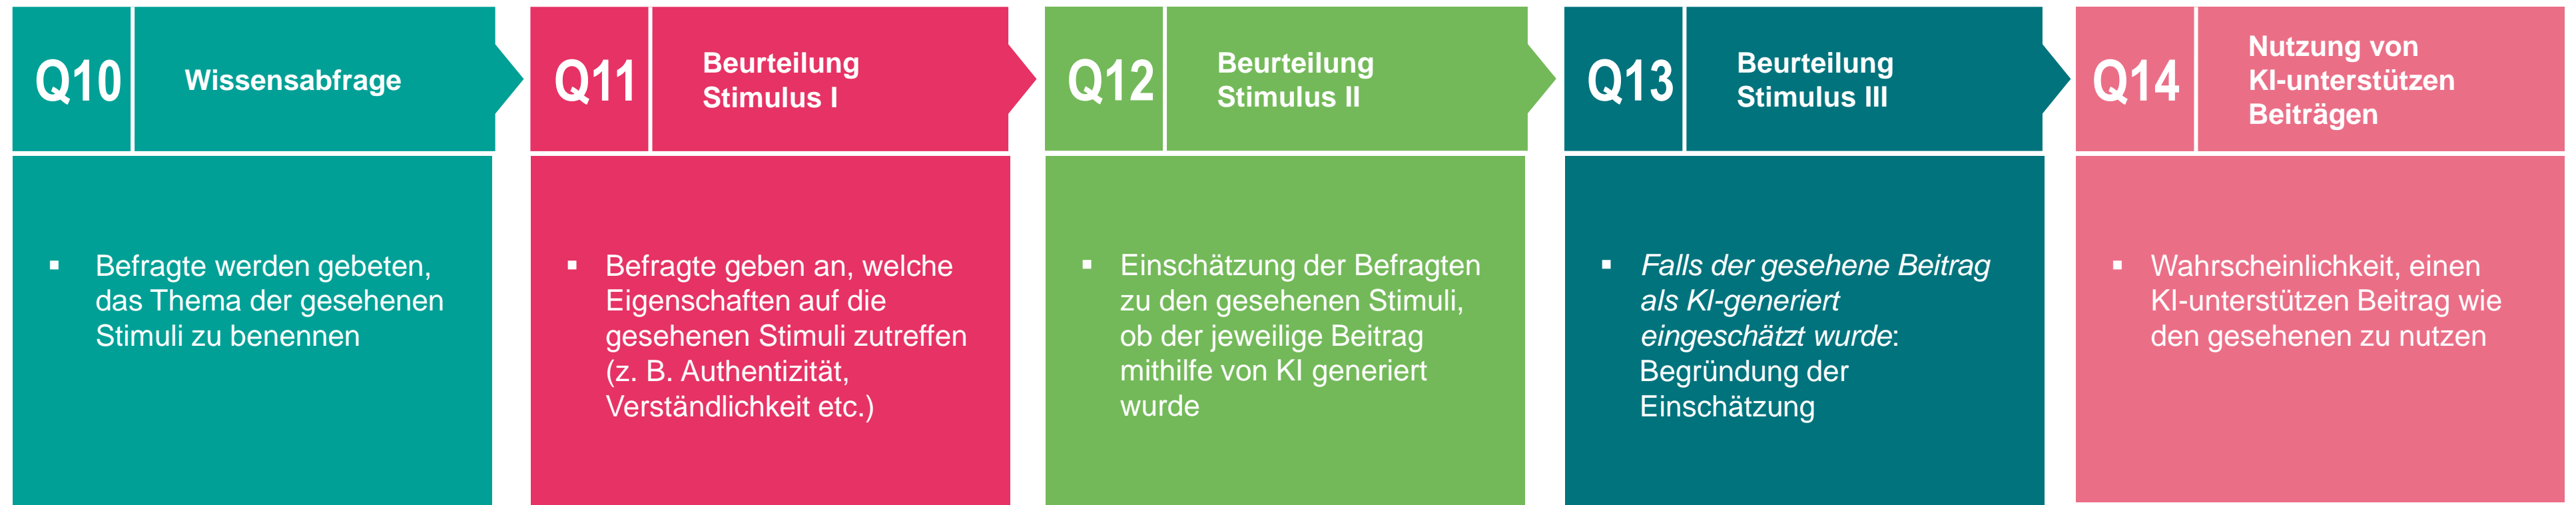 Q10
Wissensabfrage
▪ Befragte werden gebeten,
das Thema der gesehenen
Stimuli zu benennen
Q11
Beurteilung
Stimulus I
▪ Befragte geben an, welche
Eigenschaften auf die
gesehenen Stimuli zutreffen
(z. B. Authentizität,
Verständlichkeit etc.)
Q12
Beurteilung
Stimulus II
▪ Einschätzung der Befragten
zu den gesehenen Stimuli,
ob der jeweilige Beitrag
mithilfe von KI generiert
wurde
Q13
Beurteilung
Stimulus III
▪ Falls der gesehene Beitrag
als KI-generiert
eingeschätzt wurde:
Begründung der
Einschätzung
Q14
Nutzung von
KI-unterstützen
Beiträgen
▪ Wahrscheinlichkeit, einen
KI-unterstützen Beitrag wie
den gesehenen zu nutzen